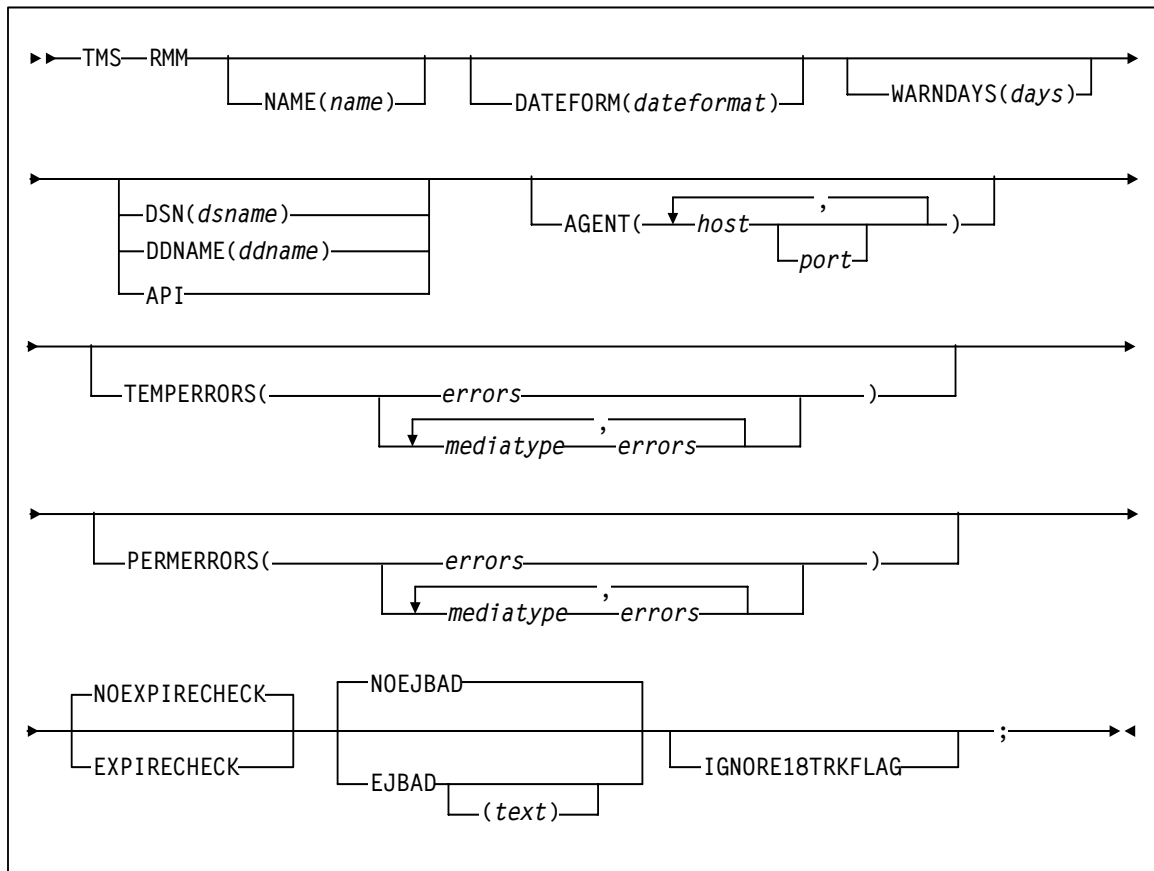 TMS RMM
NAME(name) DATEFORM(dateformat) WARNDAYS(days)
DSN(dsname)
DDNAME(ddname)
API
AGENT( host , )
port
TEMPERRORS( errors )
,
mediatype errors
PERMERRORS( errors )
,
mediatype errors
NOEXPIRECHECK NOEJBAD
EXPIRECHECK EJBAD IGNORE18TRKFLAG ;
(text)